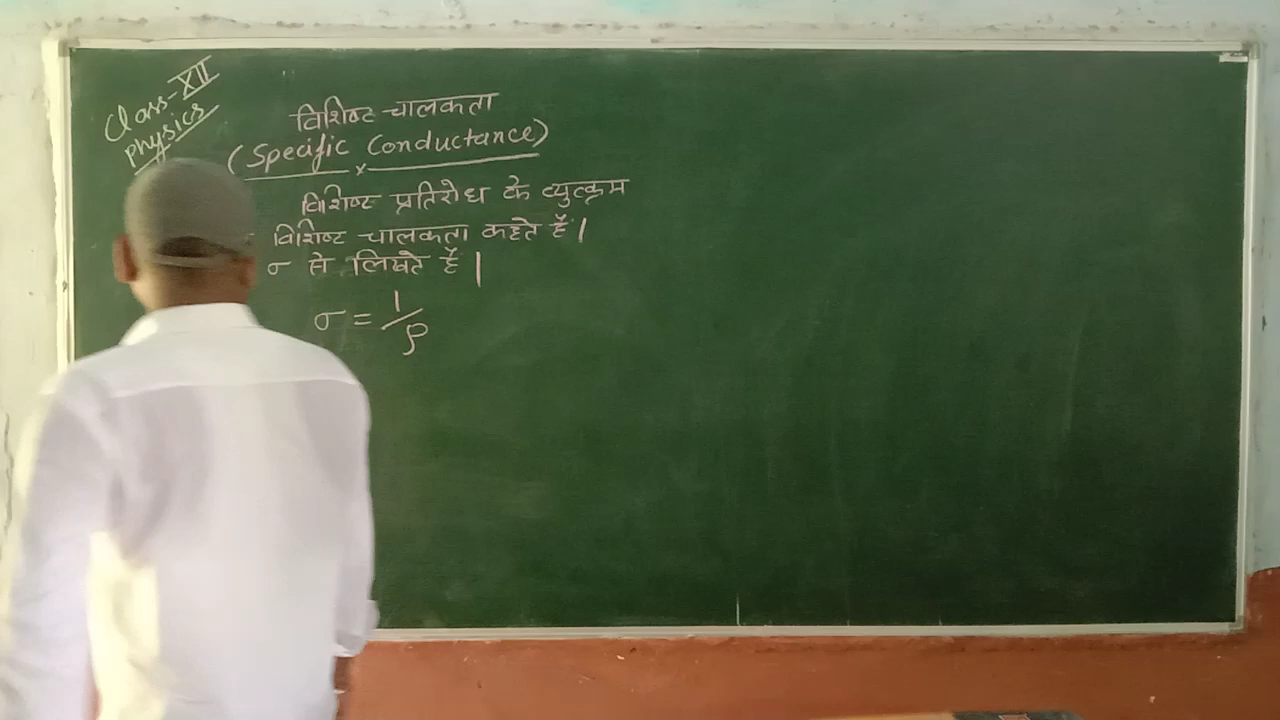 Class-XII
Physics
विशिष्ट चालकता
(Specific Conductance)
x
विशिष्ट प्रतिरोध के व्युत्क्रम
विशिष्ट चालकता कहते हैं।
σ से लिखते हैं।
σ = 1/ρ